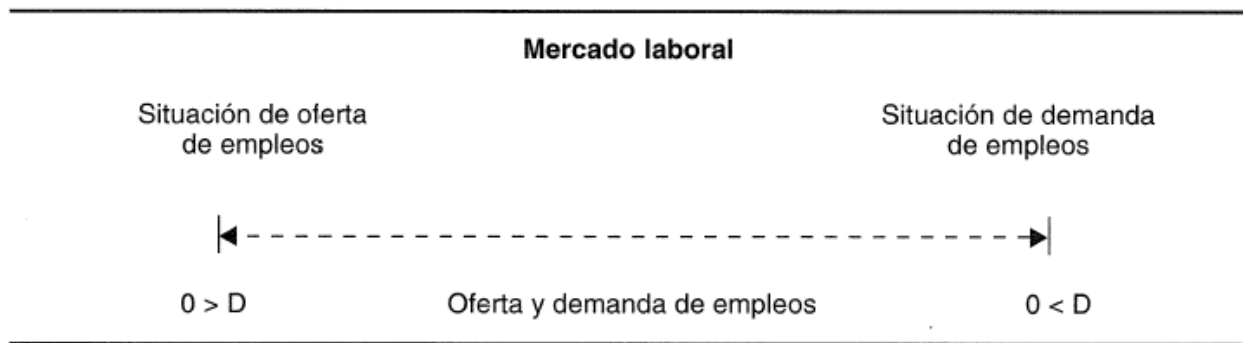 Mercado laboral
Situación de oferta
de empleos
Situación de demanda
de empleos
0 > D
Oferta y demanda de empleos
0 < D